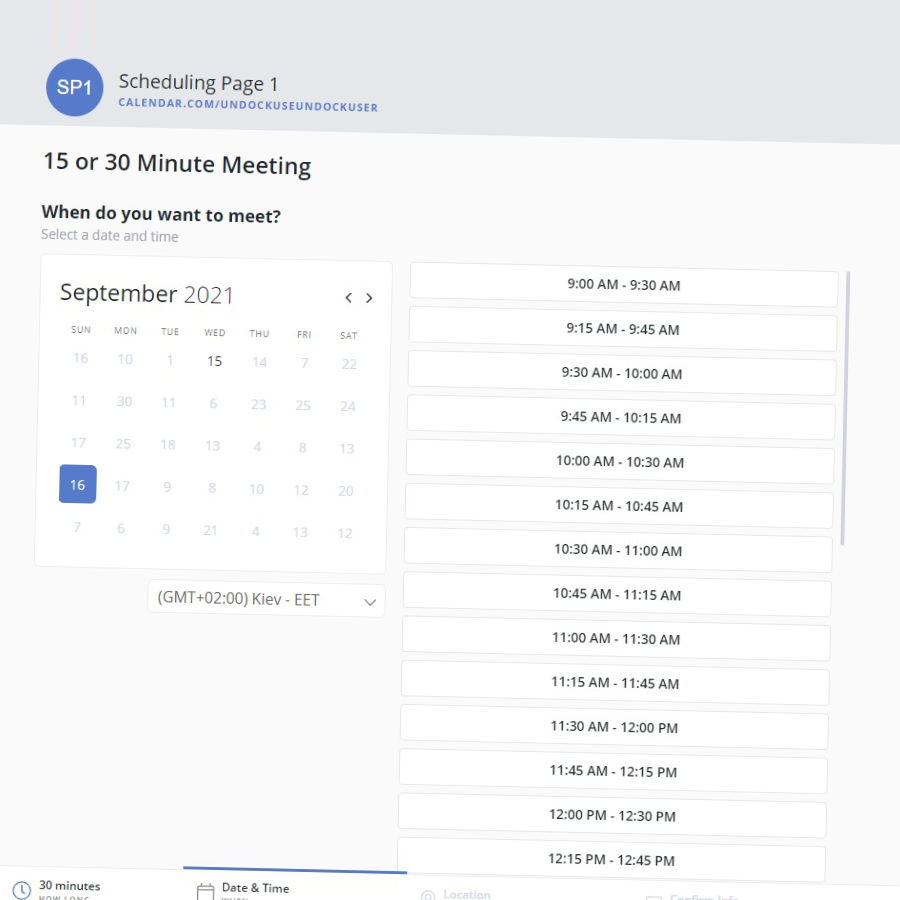 SP1
Scheduling Page 1
CALENDAR.COM/UNDOCKUSEUNDOCKUSER
15 or 30 Minute Meeting
When do you want to meet?
Select a date and time
September 2021
SUN MON TUE WED THU FRI SAT
16 10 1 15 14 7 22
11 30 11 6 23 25 24
17 25 18 13 4 8 13
16 17 9 8 10 12 20
7 6 9 21 4 13 12
(GMT+02:00) Kiev - EET
9:00 AM - 9:30 AM
9:15 AM - 9:45 AM
9:30 AM - 10:00 AM
9:45 AM - 10:15 AM
10:00 AM - 10:30 AM
10:15 AM - 10:45 AM
10:30 AM - 11:00 AM
10:45 AM - 11:15 AM
11:00 AM - 11:30 AM
11:15 AM - 11:45 AM
11:30 AM - 12:00 PM
11:45 AM - 12:15 PM
12:00 PM - 12:30 PM
12:15 PM - 12:45 PM
30 minutes
HOW LONG
Date & Time
WHEN
Location
Confirm Info